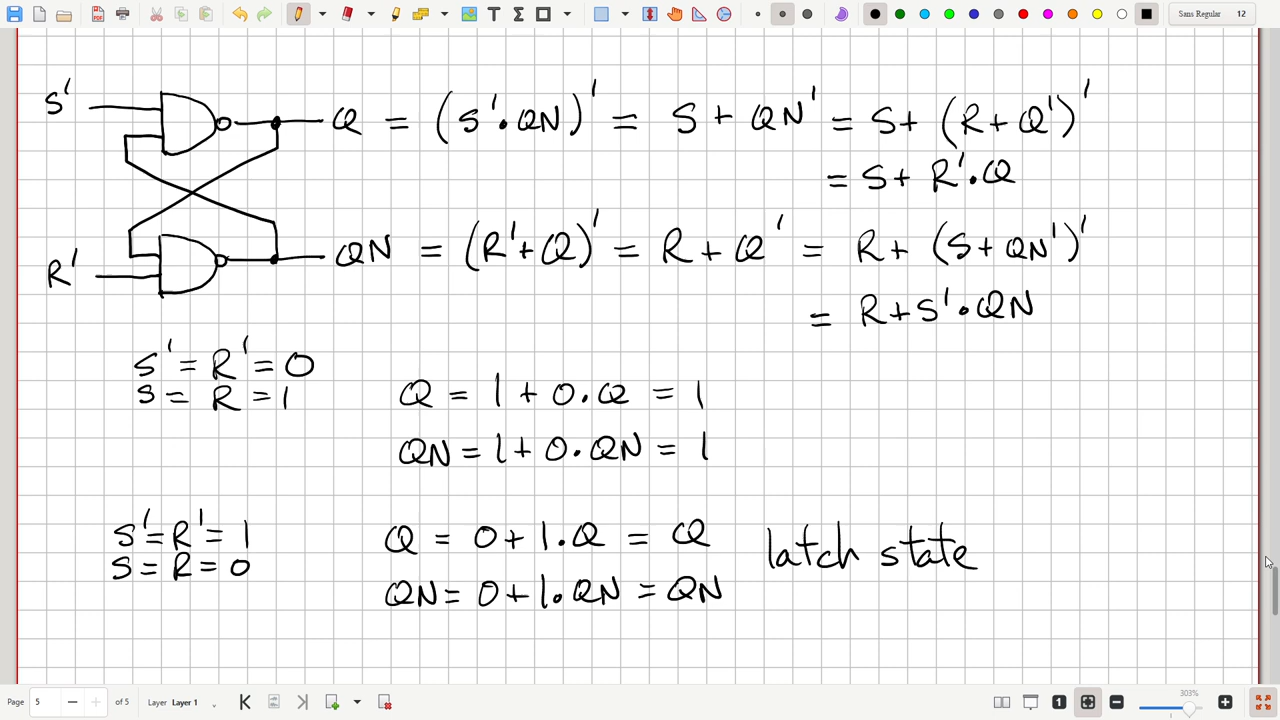 Sans Regular 12
S' Q = (S'·QN)' = S + QN' = S + (R + Q')'
= S + R'·Q
R' QN = (R'+Q)' = R + Q' = R + (S + QN')'
= R + S'·QN
S' = R' = 0
S = R = 1
Q = 1 + 0·Q = 1
QN = 1 + 0·QN = 1
S' = R' = 1
S = R = 0
Q = 0 + 1·Q = Q
QN = 0 + 1·QN = QN
latch state
Page 5 of 5 Layer Layer 1 1 303%